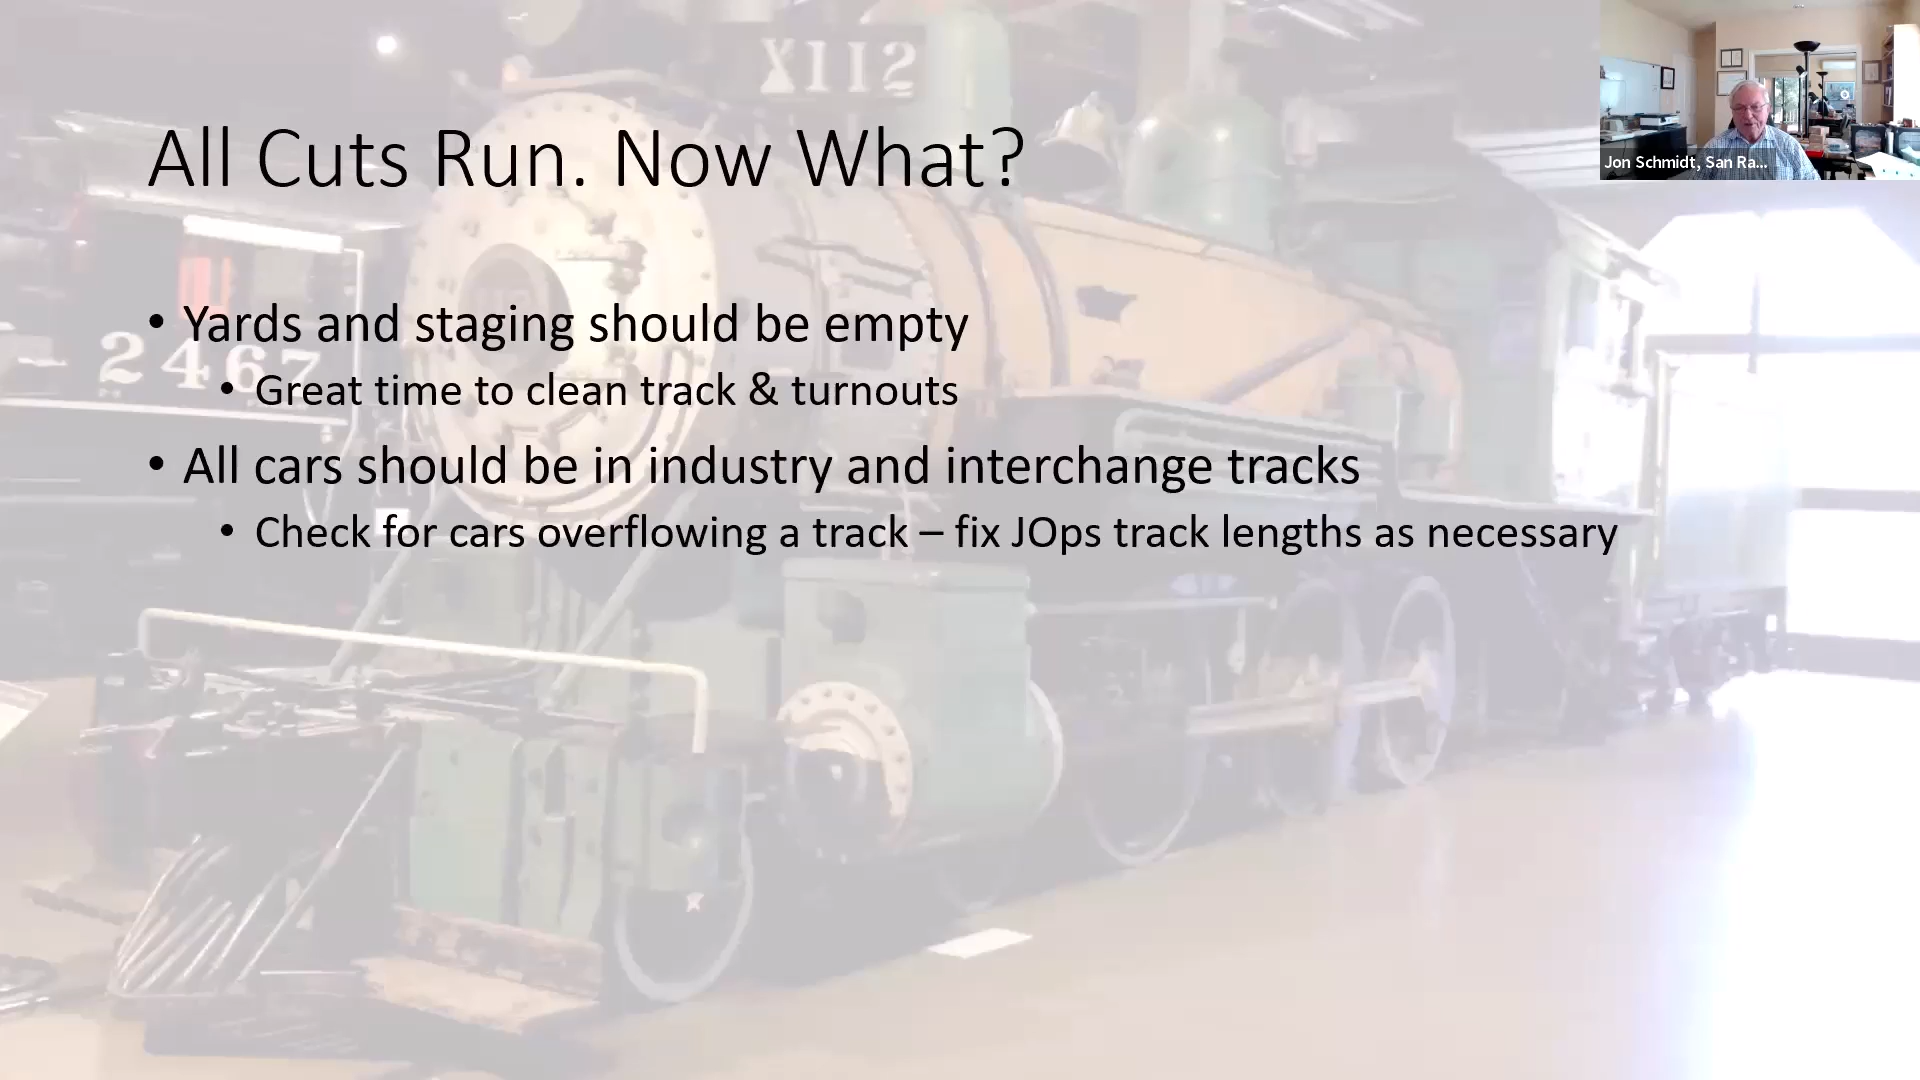 X112
Jon Schmidt, San Ra...
All Cuts Run. Now What?
• Yards and staging should be empty
2467
• Great time to clean track & turnouts
• All cars should be in industry and interchange tracks
• Check for cars overflowing a track – fix JOps track lengths as necessary